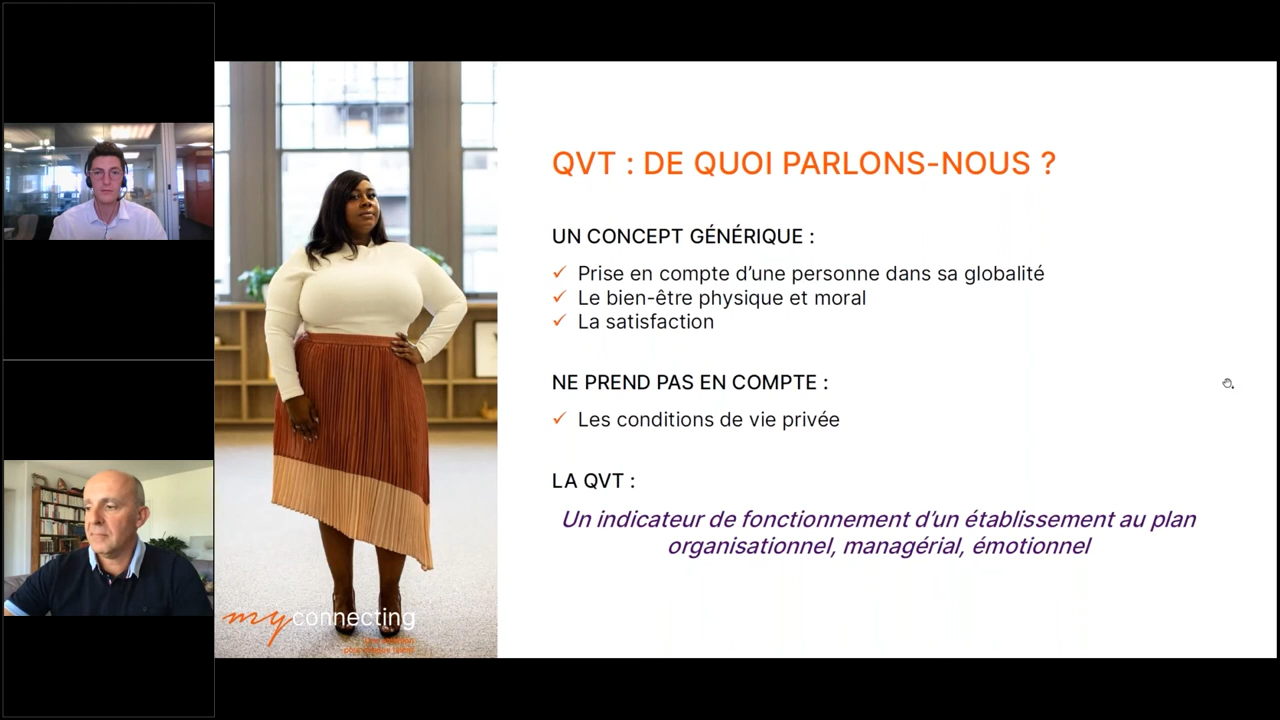 QVT : DE QUOI PARLONS-NOUS ?
UN CONCEPT GÉNÉRIQUE :
Prise en compte d’une personne dans sa globalité
Le bien-être physique et moral
La satisfaction
NE PREND PAS EN COMPTE :
Les conditions de vie privée
LA QVT :
Un indicateur de fonctionnement d’un établissement au plan
organisationnel, managérial, émotionnel
myconnecting